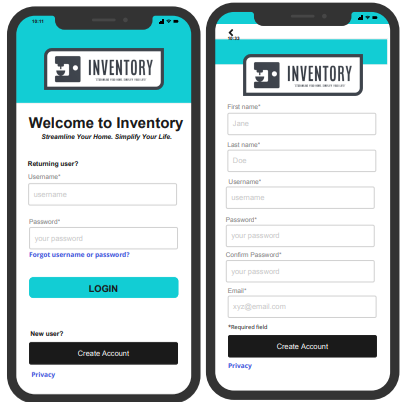 13:11
INVENTORY
STREAMLINE YOUR HOME. SIMPLIFY YOUR LIFE.
Welcome to Inventory
Streamline Your Home. Simplify Your Life.
Returning user?
Username*
username
Password*
your password
Forgot username or password?
LOGIN
New user?
Create Account
Privacy
10:32
INVENTORY
STREAMLINE YOUR HOME. SIMPLIFY YOUR LIFE.
First name*
Jane
Last name*
Doe
Username*
username
Password*
your password
Confirm Password*
your password
Email*
xyz@email.com
*Required field
Create Account
Privacy